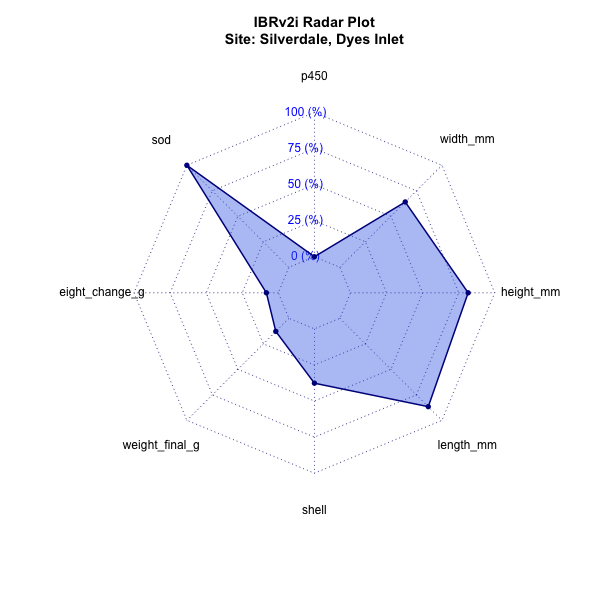 IBRv2i Radar Plot
Site: Silverdale, Dyes Inlet
p450
100 (%)
sod
width_mm
75 (%)
50 (%)
25 (%)
0 (%)
eight_change_g
height_mm
weight_final_g
length_mm
shell